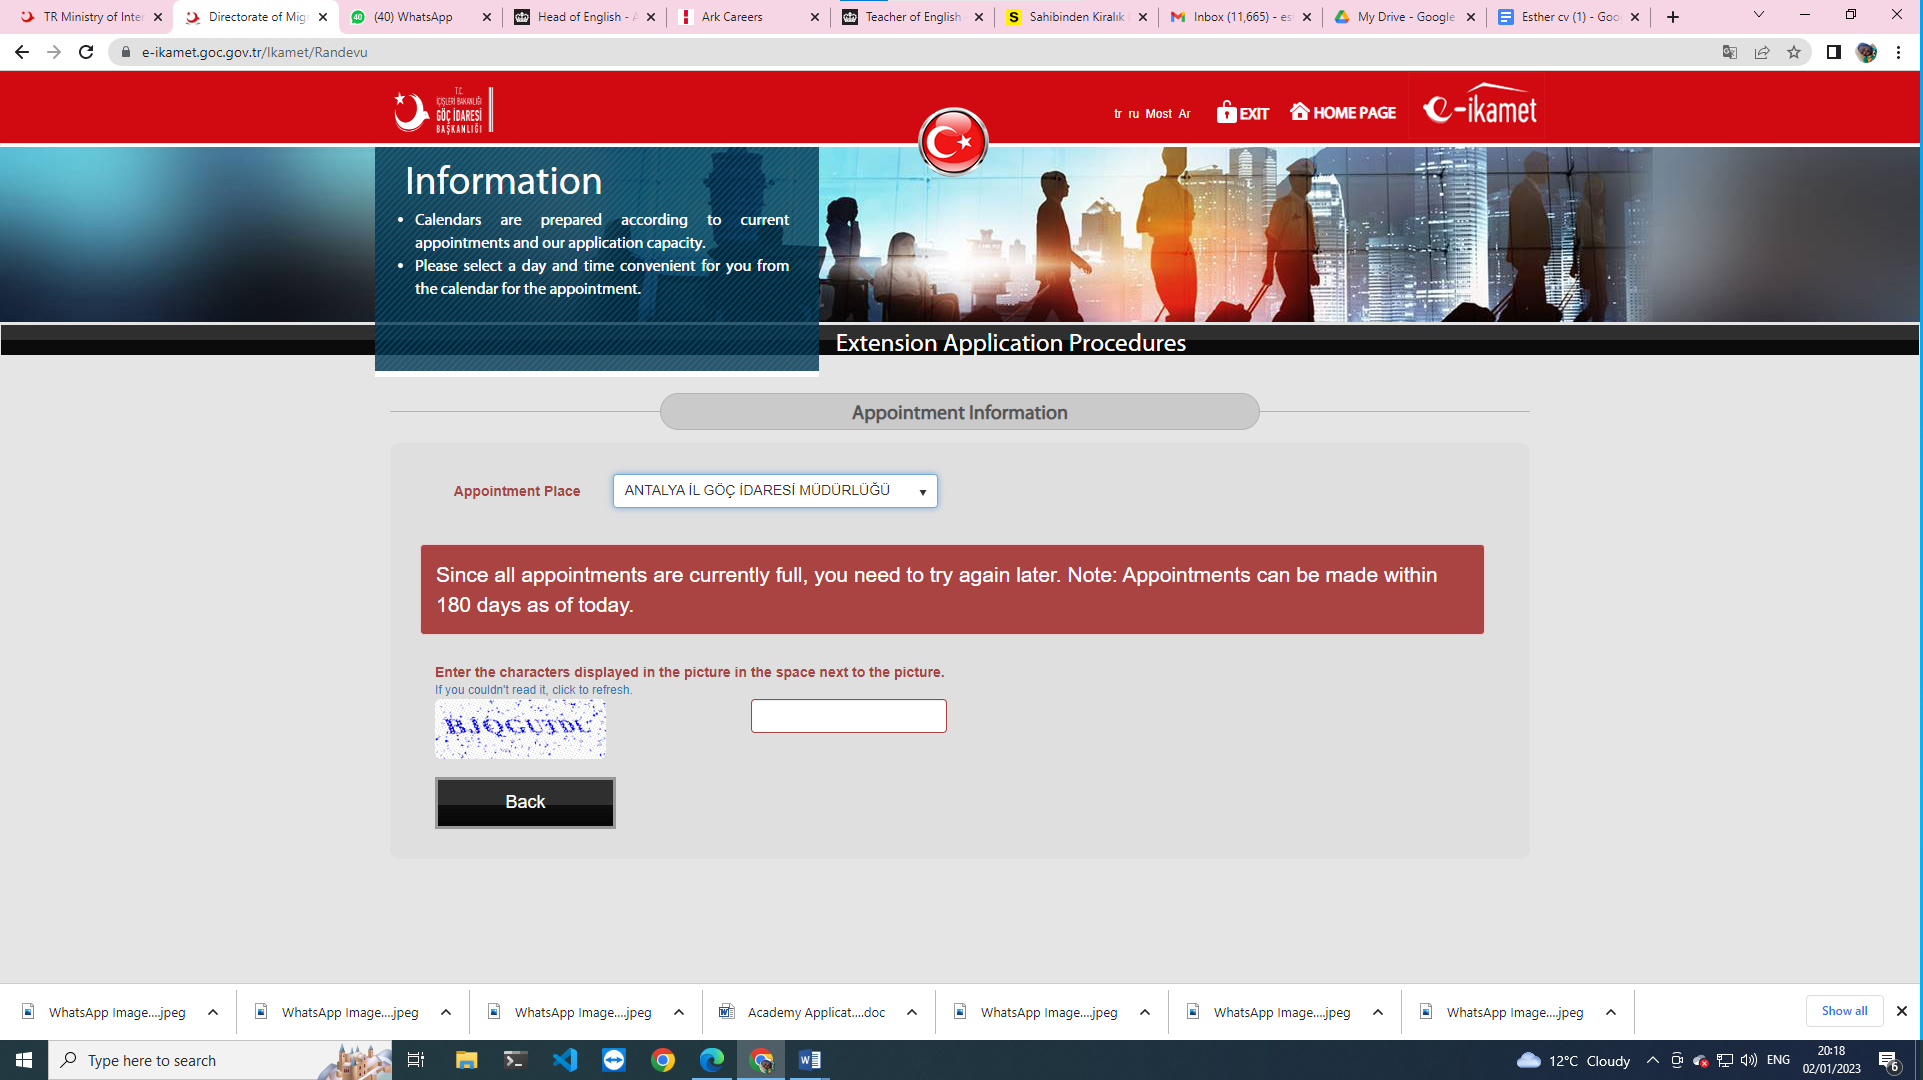 TR Ministry of Inter
Directorate of Migr
(40) WhatsApp
Head of English - A
Ark Careers
Teacher of English
Sahibinden Kiralık
Inbox (11,665) - est
My Drive - Google
Esther cv (1) - Goo
e-ikamet.goc.gov.tr/Ikamet/Randevu
T.C.
İÇİŞLERİ BAKANLIĞI
GÖÇ İDARESİ
BAŞKANLIĞI
tr ru Most Ar
EXIT
HOME PAGE
e-ikamet
Information
• Calendars are prepared according to current
appointments and our application capacity.
• Please select a day and time convenient for you from
the calendar for the appointment.
Extension Application Procedures
Appointment Information
Appointment Place
ANTALYA İL GÖÇ İDARESİ MÜDÜRLÜĞÜ
Since all appointments are currently full, you need to try again later. Note: Appointments can be made within
180 days as of today.
Enter the characters displayed in the picture in the space next to the picture.
If you couldn't read it, click to refresh.
Back
WhatsApp Image....jpeg
WhatsApp Image....jpeg
WhatsApp Image....jpeg
Academy Applicat....doc
WhatsApp Image....jpeg
WhatsApp Image....jpeg
WhatsApp Image....jpeg
Show all
Type here to search
12°C Cloudy
ENG
20:18
02/01/2023
6